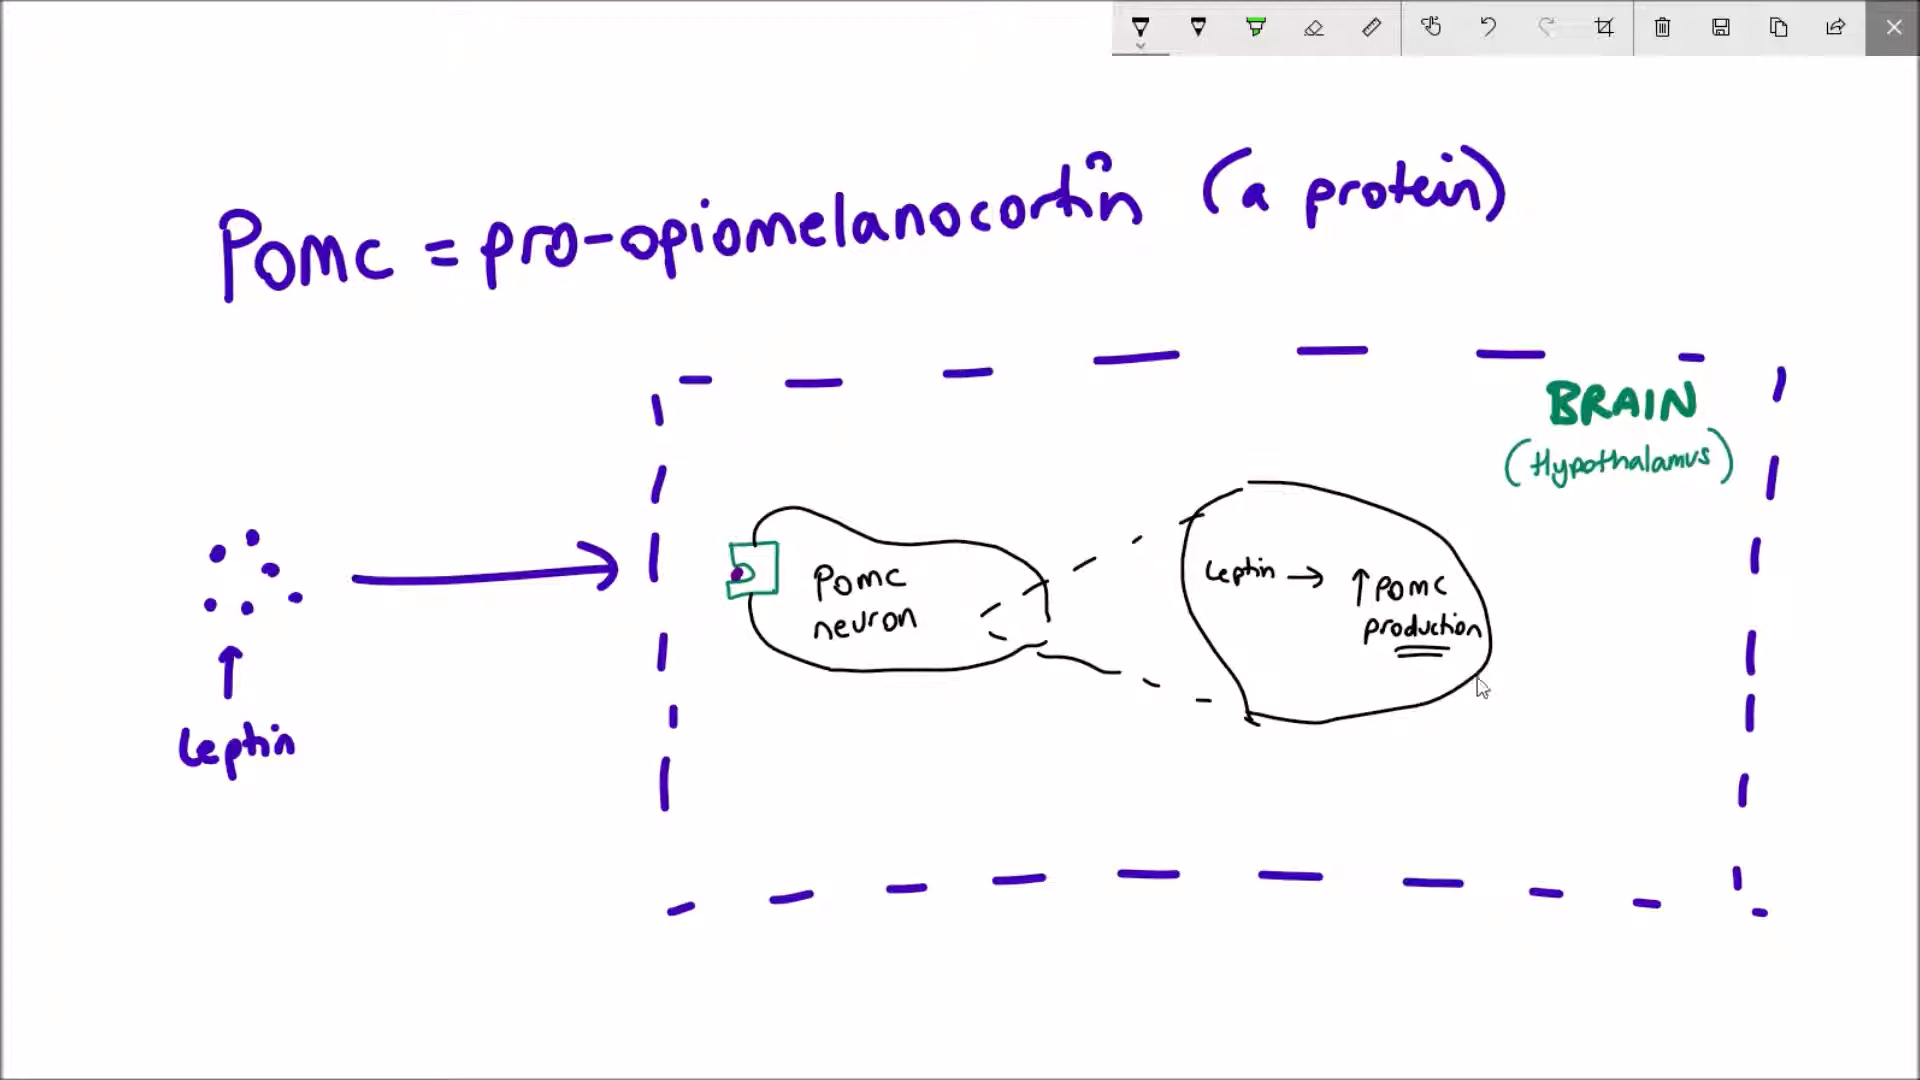 POMC = pro-opiomelanocortin (a protein)
BRAIN
(Hypothalamus)
Leptin → ↑ POMC
production
POMC
neuron
↑
Leptin